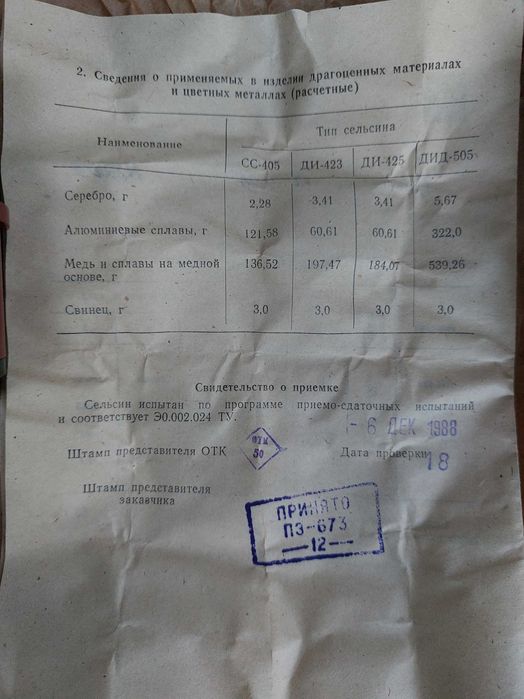 2. Сведения о применяемых в изделии драгоценных материалах
и цветных металлах (расчетные)
Наименование
Тип сельсина
СС-405 ДИ-423 ДИ-425 ДИД-505
Серебро, г 2,28 3,41 3,41 5,67
Алюминиевые сплавы, г 121,58 60,61 60,61 322,0
Медь и сплавы на медной 136,52 197,47 184,07 539,26
основе, г
Свинец, г 3,0 3,0 3,0 3,0
Свидетельство о приемке
Сельсин испытан по программе приемо-сдаточных испытаний
и соответствует Э0.002.024 ТУ.
- 6 ДЕК 1988
Штамп представителя ОТК
ОТК
50
Дата проверки
18
Штамп представителя
заказчика
ПРИНЯТО
ПЗ-673
—12—